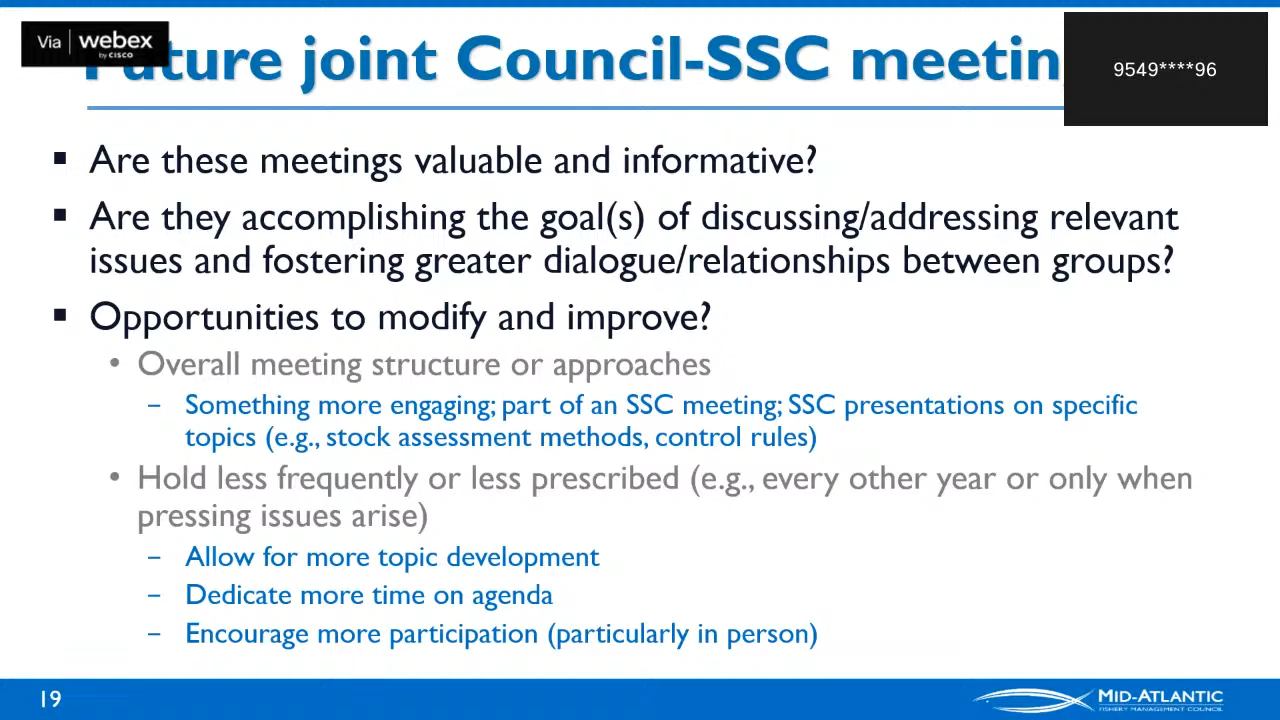 Via webex
by CISCO
Future joint Council-SSC meetin
9549****96
▪ Are these meetings valuable and informative?
▪ Are they accomplishing the goal(s) of discussing/addressing relevant
issues and fostering greater dialogue/relationships between groups?
▪ Opportunities to modify and improve?
• Overall meeting structure or approaches
– Something more engaging; part of an SSC meeting; SSC presentations on specific
topics (e.g., stock assessment methods, control rules)
• Hold less frequently or less prescribed (e.g., every other year or only when
pressing issues arise)
– Allow for more topic development
– Dedicate more time on agenda
– Encourage more participation (particularly in person)
19
MID-ATLANTIC
FISHERY MANAGEMENT COUNCIL